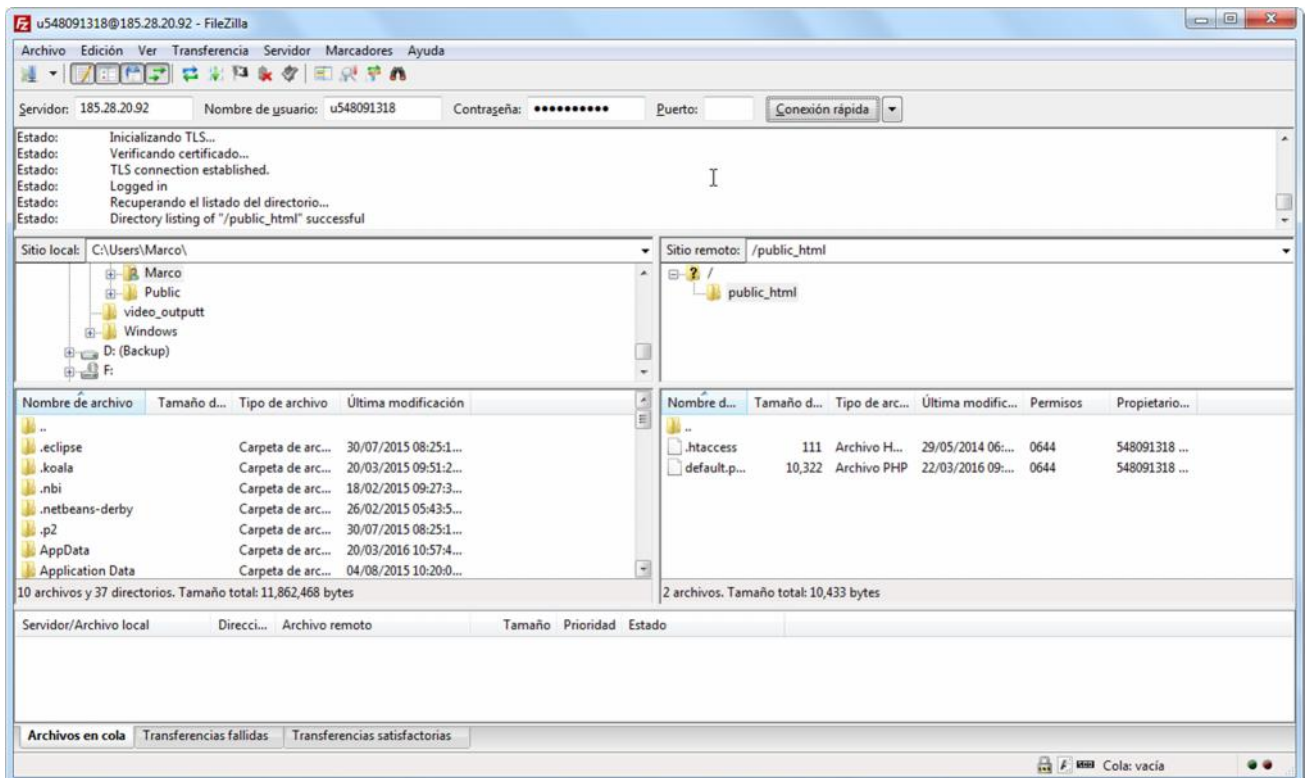 u548091318@185.28.20.92 - FileZilla
Archivo Edición Ver Transferencia Servidor Marcadores Ayuda
Servidor: 185.28.20.92 Nombre de usuario: u548091318 Contraseña: ●●●●●●●●●● Puerto: Conexión rápida
Estado: Inicializando TLS...
Estado: Verificando certificado...
Estado: TLS connection established.
Estado: Logged in
Estado: Recuperando el listado del directorio...
Estado: Directory listing of "/public_html" successful
Sitio local: C:\Users\Marco\
Marco
Public
video_outputt
Windows
D: (Backup)
F:
Sitio remoto: /public_html
/
public_html
Nombre de archivo Tamaño d... Tipo de archivo Última modificación
..
.eclipse Carpeta de arc... 30/07/2015 08:25:1...
.koala Carpeta de arc... 20/03/2015 09:51:2...
.nbi Carpeta de arc... 18/02/2015 09:27:3...
.netbeans-derby Carpeta de arc... 26/02/2015 05:43:5...
.p2 Carpeta de arc... 30/07/2015 08:25:1...
AppData Carpeta de arc... 20/03/2016 10:57:4...
Application Data Carpeta de arc... 04/08/2015 10:20:0...
10 archivos y 37 directorios. Tamaño total: 11,862,468 bytes
Nombre d... Tamaño d... Tipo de arc... Última modific... Permisos Propietario...
..
.htaccess 111 Archivo H... 29/05/2014 06:... 0644 548091318 ...
default.p... 10,322 Archivo PHP 22/03/2016 09:... 0644 548091318 ...
2 archivos. Tamaño total: 10,433 bytes
Servidor/Archivo local Direcci... Archivo remoto Tamaño Prioridad Estado
Archivos en cola Transferencias fallidas Transferencias satisfactorias
Cola: vacía